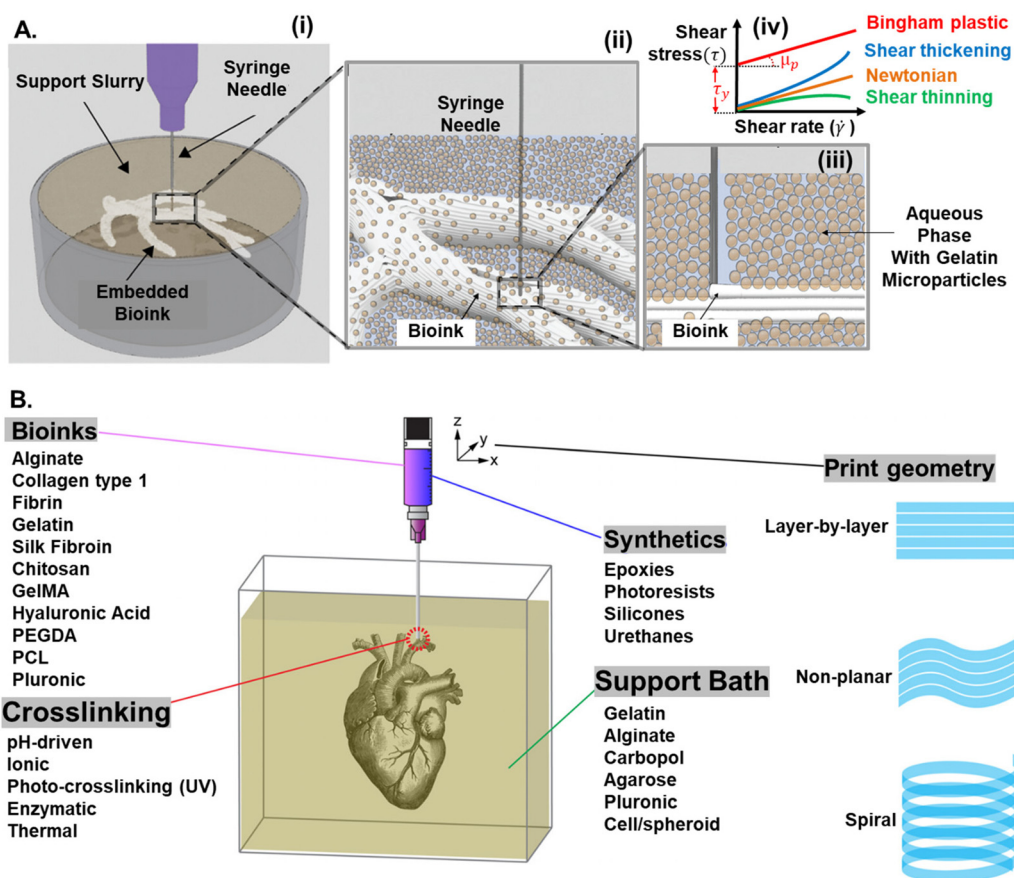 A.
(i)
Support Slurry
Syringe
Needle
Embedded
Bioink
(ii)
Syringe
Needle
Bioink
(iv)
Shear
stress(τ)
μp
τy
Bingham plastic
Shear thickening
Newtonian
Shear thinning
Shear rate (γ̇ )
(iii)
Aqueous
Phase
With Gelatin
Microparticles
Bioink
B.
Bioinks
Alginate
Collagen type 1
Fibrin
Gelatin
Silk Fibroin
Chitosan
GelMA
Hyaluronic Acid
PEGDA
PCL
Pluronic
Crosslinking
pH-driven
Ionic
Photo-crosslinking (UV)
Enzymatic
Thermal
z
y
x
Synthetics
Epoxies
Photoresists
Silicones
Urethanes
Support Bath
Gelatin
Alginate
Carbopol
Agarose
Pluronic
Cell/spheroid
Print geometry
Layer-by-layer
Non-planar
Spiral